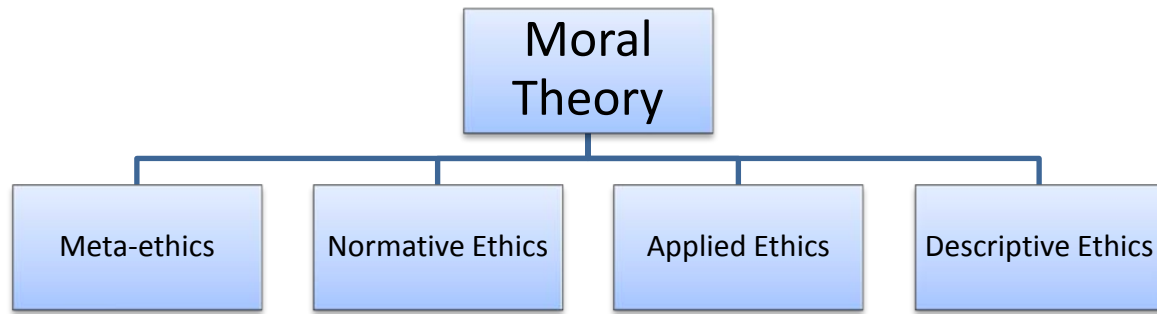 Moral
Theory
Meta-ethics
Normative Ethics
Applied Ethics
Descriptive Ethics